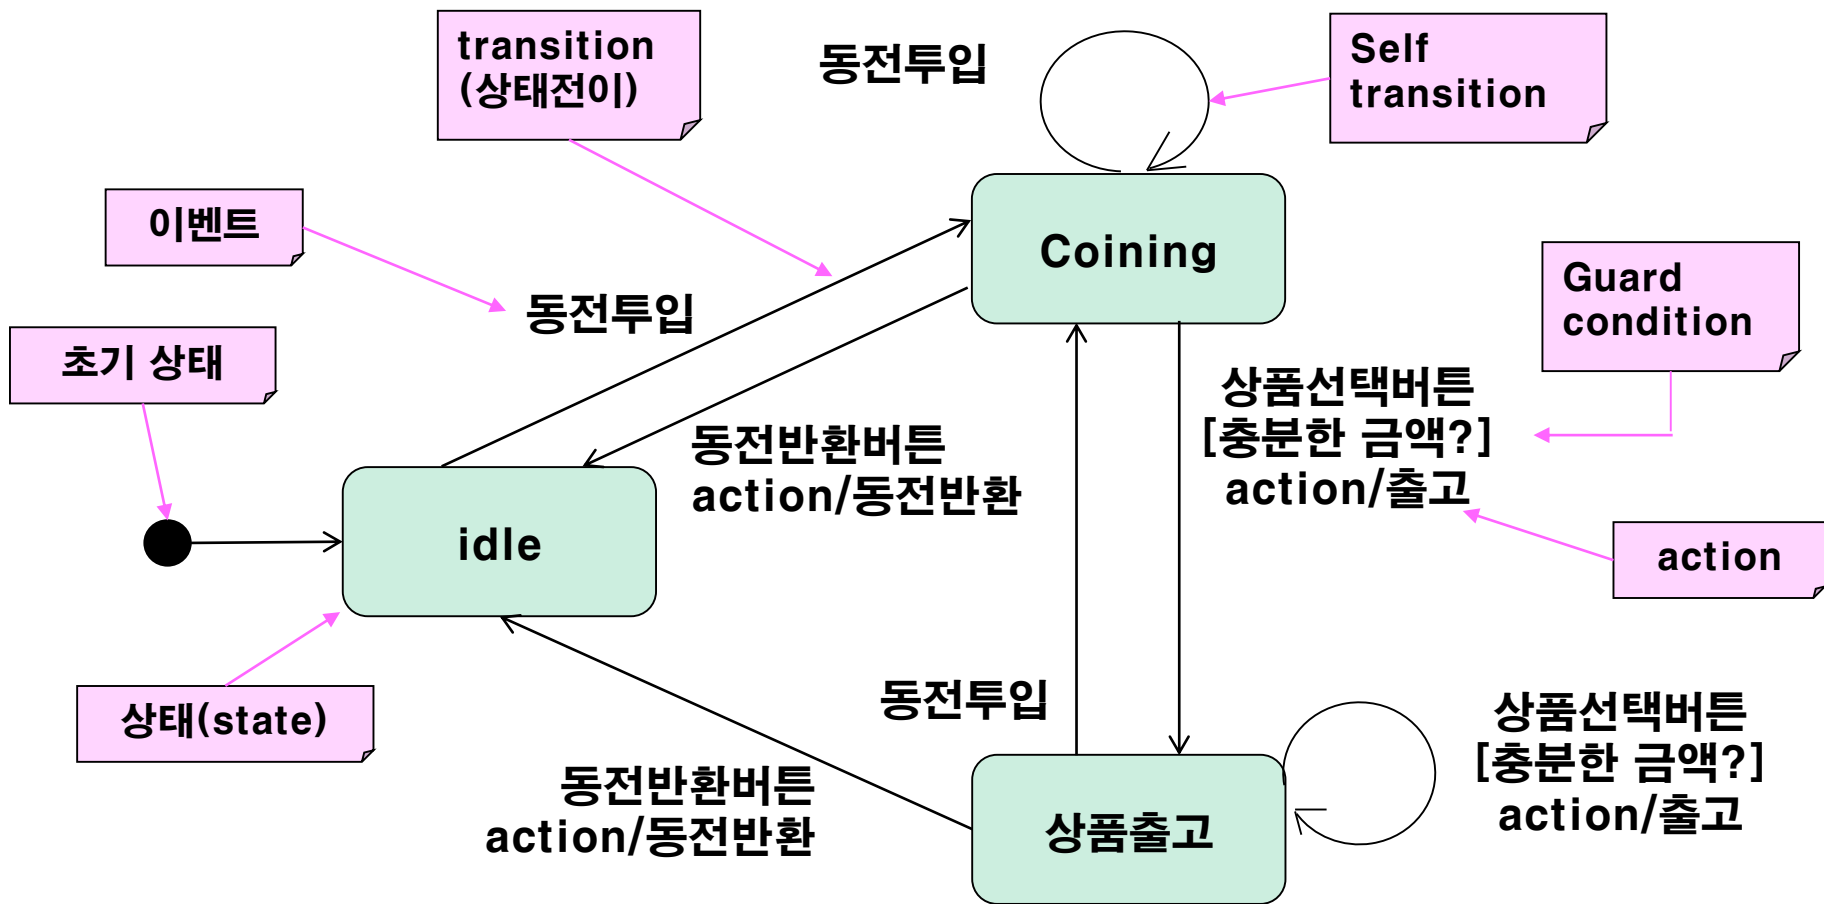 transition
(상태전이)
동전투입
Self
transition
이벤트
Coining
Guard
condition
동전투입
초기 상태
상품선택버튼
[충분한 금액?]
action/출고
동전반환버튼
action/동전반환
idle
action
상태(state)
동전투입
상품선택버튼
[충분한 금액?]
action/출고
동전반환버튼
action/동전반환
상품출고